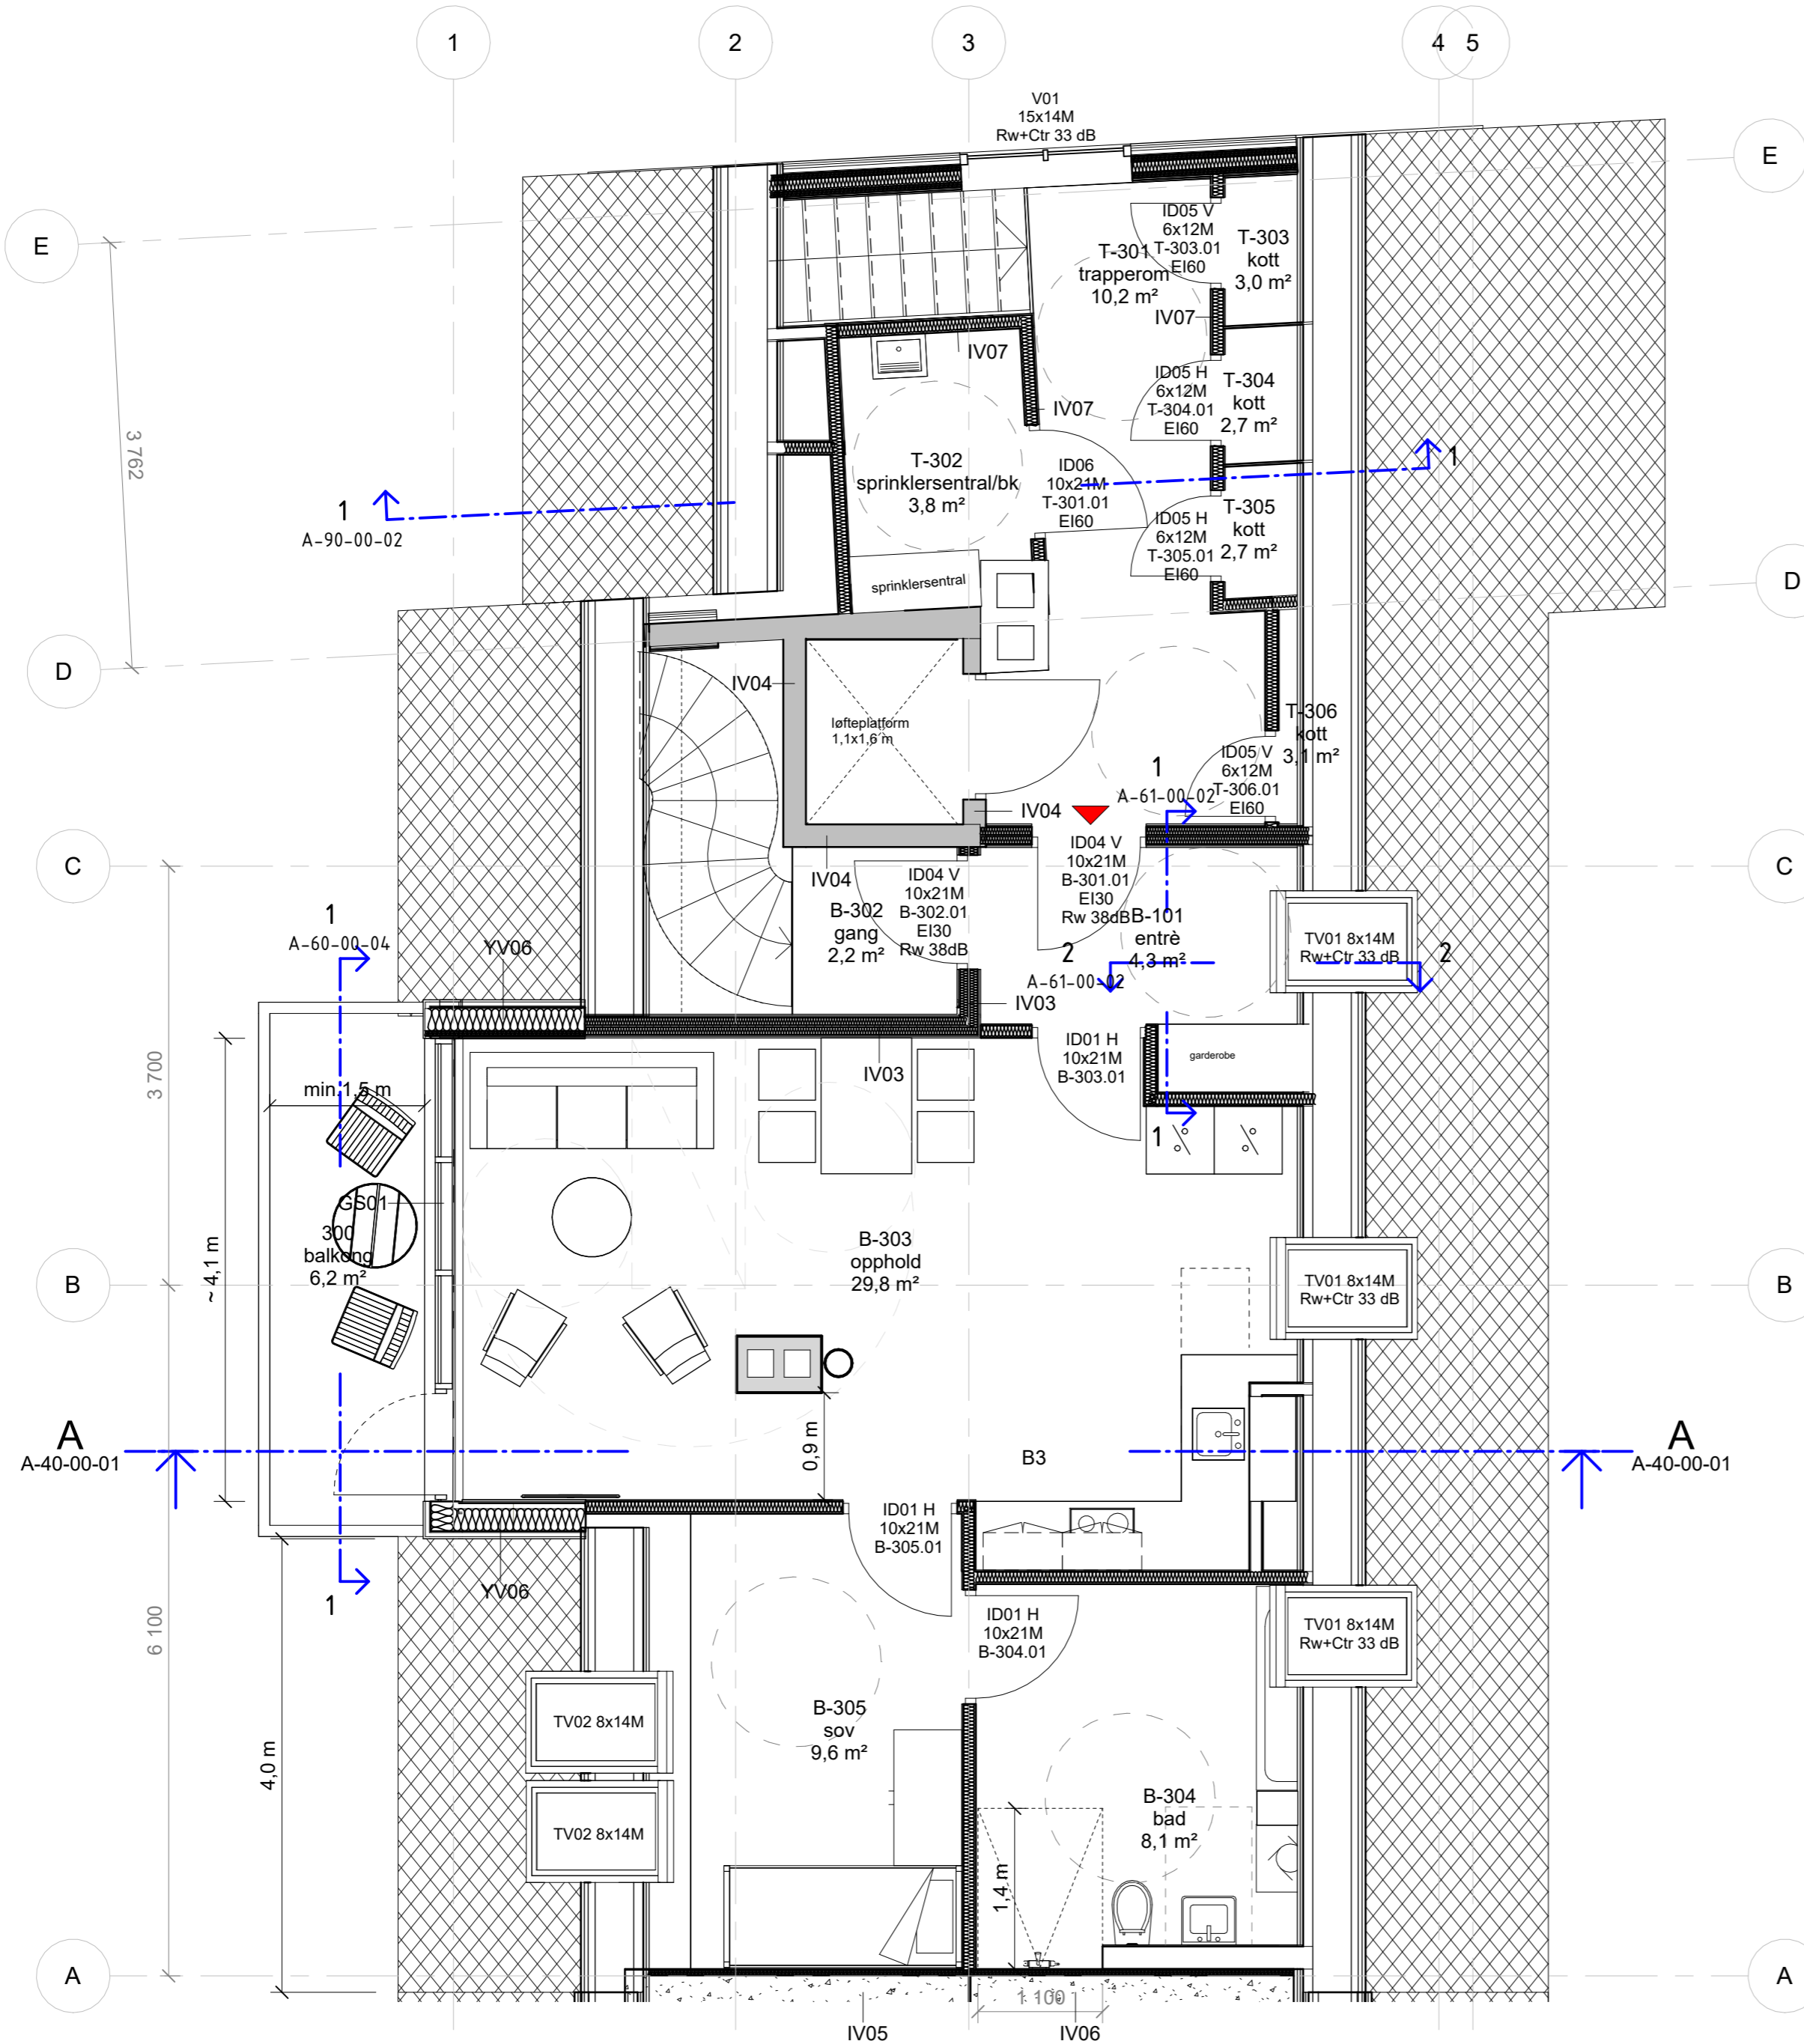 1
2
3
4
5
V01
15x14M
Rw+Ctr 33 dB
E
E
ID05 V
6x12M
T-303.01
EI60
T-303
kott
3,0 m²
T-301
trapperom
10,2 m²
IV07
IV07
3 762
ID05 H
6x12M
T-304.01
EI60
T-304
kott
2,7 m²
IV07
T-302
sprinklersentral/bk
3,8 m²
ID06
10x21M
T-301.01
EI60
1
1
A-90-00-02
ID05 H
6x12M
T-305.01
EI60
T-305
kott
2,7 m²
sprinklersentral
D
D
IV04
løfteplatform
1,1x1,6 m
T-306
kott
3,1 m²
ID05 V
6x12M
T-306.01
EI60
1
A-61-00-02
IV04
C
C
IV04
ID04 V
10x21M
B-302.01
EI30
Rw 38dB
ID04 V
10x21M
B-301.01
EI30
Rw 38dB
B-302
gang
2,2 m²
B-101
entrè
4,3 m²
1
A-60-00-04
YV06
TV01 8x14M
Rw+Ctr 33 dB
2
2
A-61-00-02
IV03
ID01 H
10x21M
B-303.01
garderobe
IV03
3 700
min.1,5 m
1
GS01
300
balkong
6,2 m²
~ 4,1 m
B-303
opphold
29,8 m²
B
B
TV01 8x14M
Rw+Ctr 33 dB
A
A-40-00-01
0,9 m
B3
A
A-40-00-01
ID01 H
10x21M
B-305.01
YV06
1
6 100
ID01 H
10x21M
B-304.01
TV01 8x14M
Rw+Ctr 33 dB
TV02 8x14M
B-305
sov
9,6 m²
4,0 m
TV02 8x14M
B-304
bad
8,1 m²
1,4 m
A
A
1 100
IV05
IV06